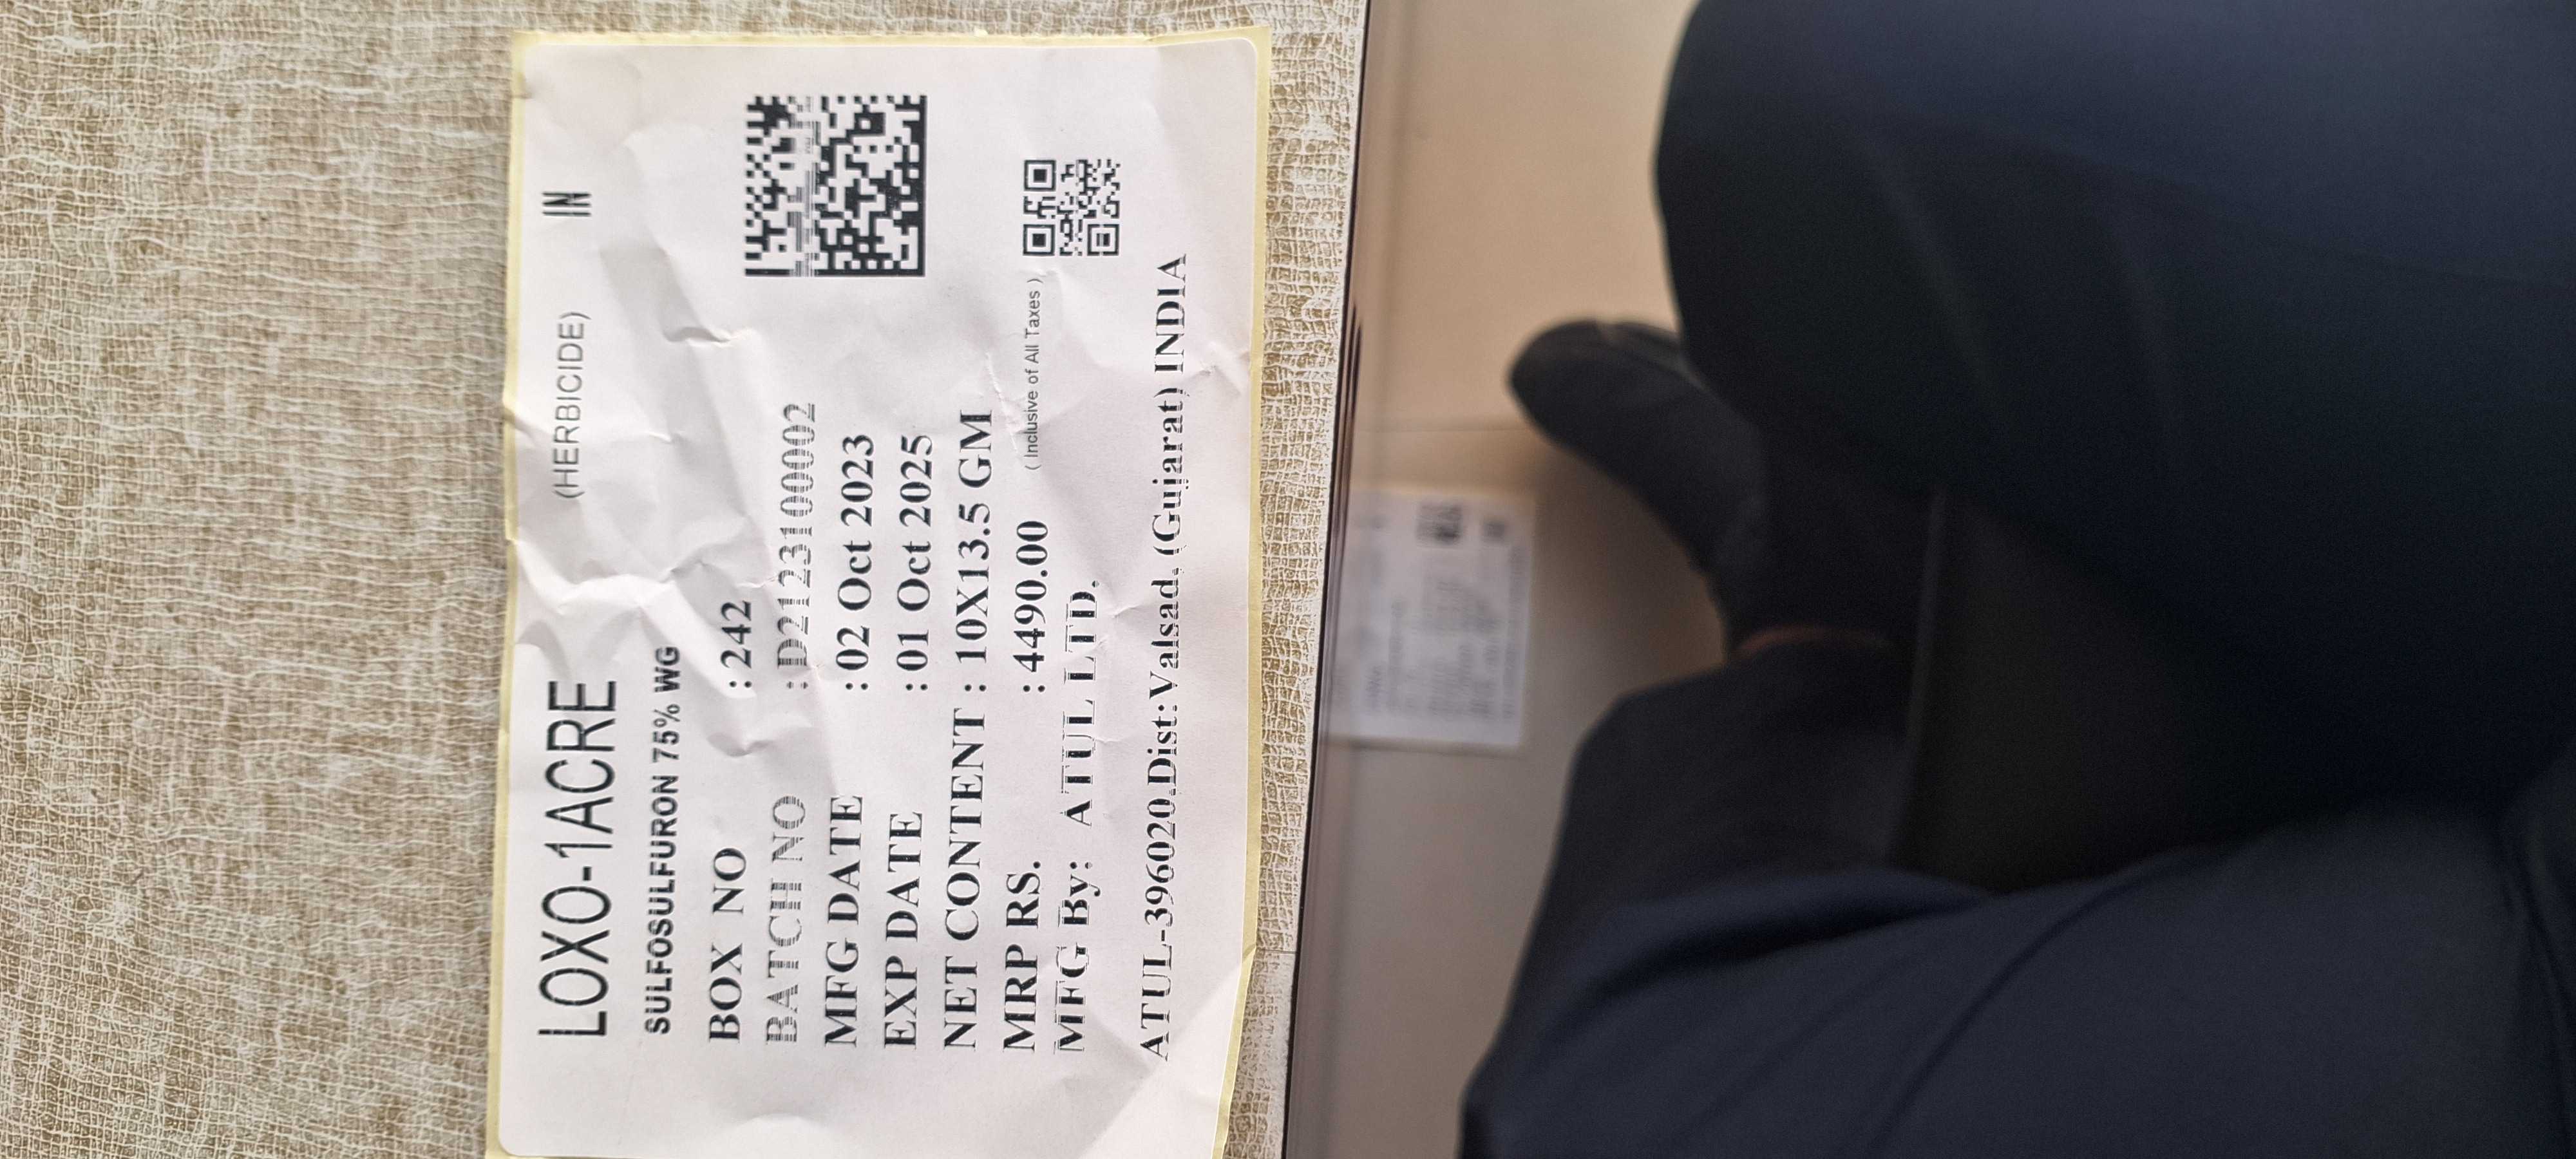 LOXO-1ACRE (HERBICIDE) IN
SULFOSULFURON 75% WG
BOX NO : 242
BATCH NO : D2123100002
MFG DATE : 02 Oct 2023
EXP DATE : 01 Oct 2025
NET CONTENT : 10X13.5 GM
MRP RS. : 4490.00 ( Inclusive of All Taxes )
MFG By: ATUL LTD.
ATUL-396020,Dist: Valsad, (Gujarat) INDIA